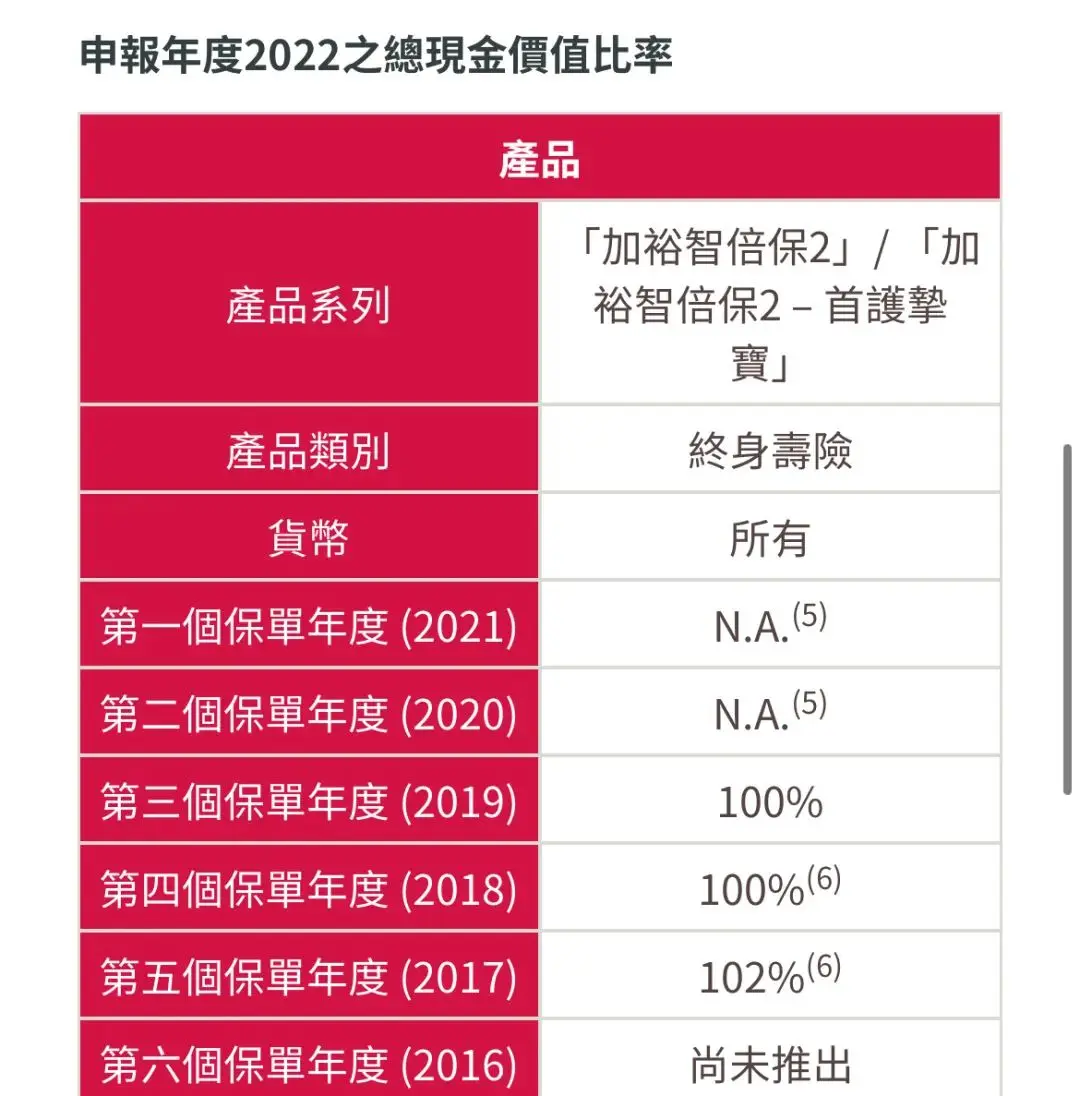 申報年度2022之總現金價值比率
產品
產品系列
「加裕智倍保2」/ 「加
裕智倍保2 – 首護摯
寶」
產品類別
終身壽險
貨幣
所有
第一個保單年度 (2021)
N.A.(5)
第二個保單年度 (2020)
N.A.(5)
第三個保單年度 (2019)
100%
第四個保單年度 (2018)
100%(6)
第五個保單年度 (2017)
102%(6)
第六個保單年度 (2016)
尚未推出